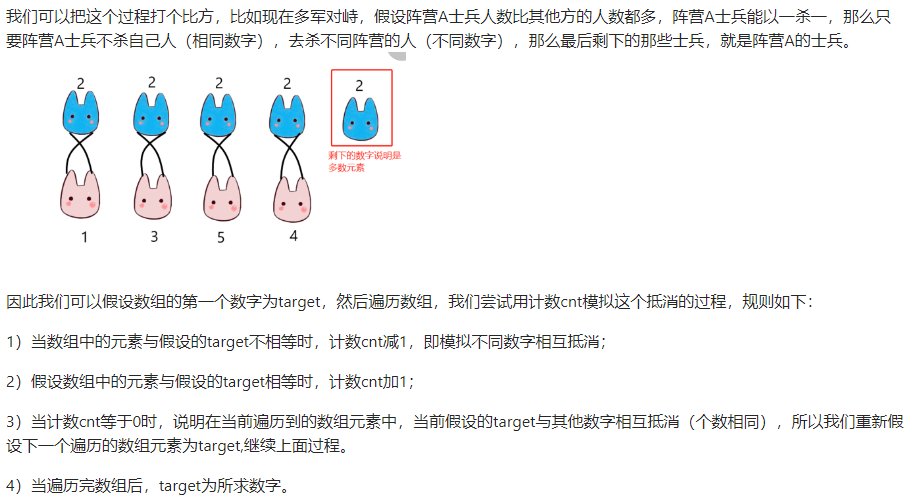 我们可以把这个过程打个比方，比如现在多军对峙，假设阵营A士兵人数比其他方的人数都多，阵营A士兵能以一杀一，那么只
要阵营A士兵不杀自己人（相同数字），去杀不同阵营的人（不同数字），那么最后剩下的那些士兵，就是阵营A的士兵。
2 2 2 2 2
剩下的数字说明是
多数元素
1 3 5 4
因此我们可以假设数组的第一个数字为target，然后遍历数组，我们尝试用计数cnt模拟这个抵消的过程，规则如下：
1）当数组中的元素与假设的target不相等时，计数cnt减1，即模拟不同数字相互抵消；
2）假设数组中的元素与假设的target相等时，计数cnt加1；
3）当计数cnt等于0时，说明在当前遍历到的数组元素中，当前假设的target与其他数字相互抵消（个数相同），所以我们重新假
设下一个遍历的数组元素为target,继续上面过程。
4）当遍历完数组后，target为所求数字。